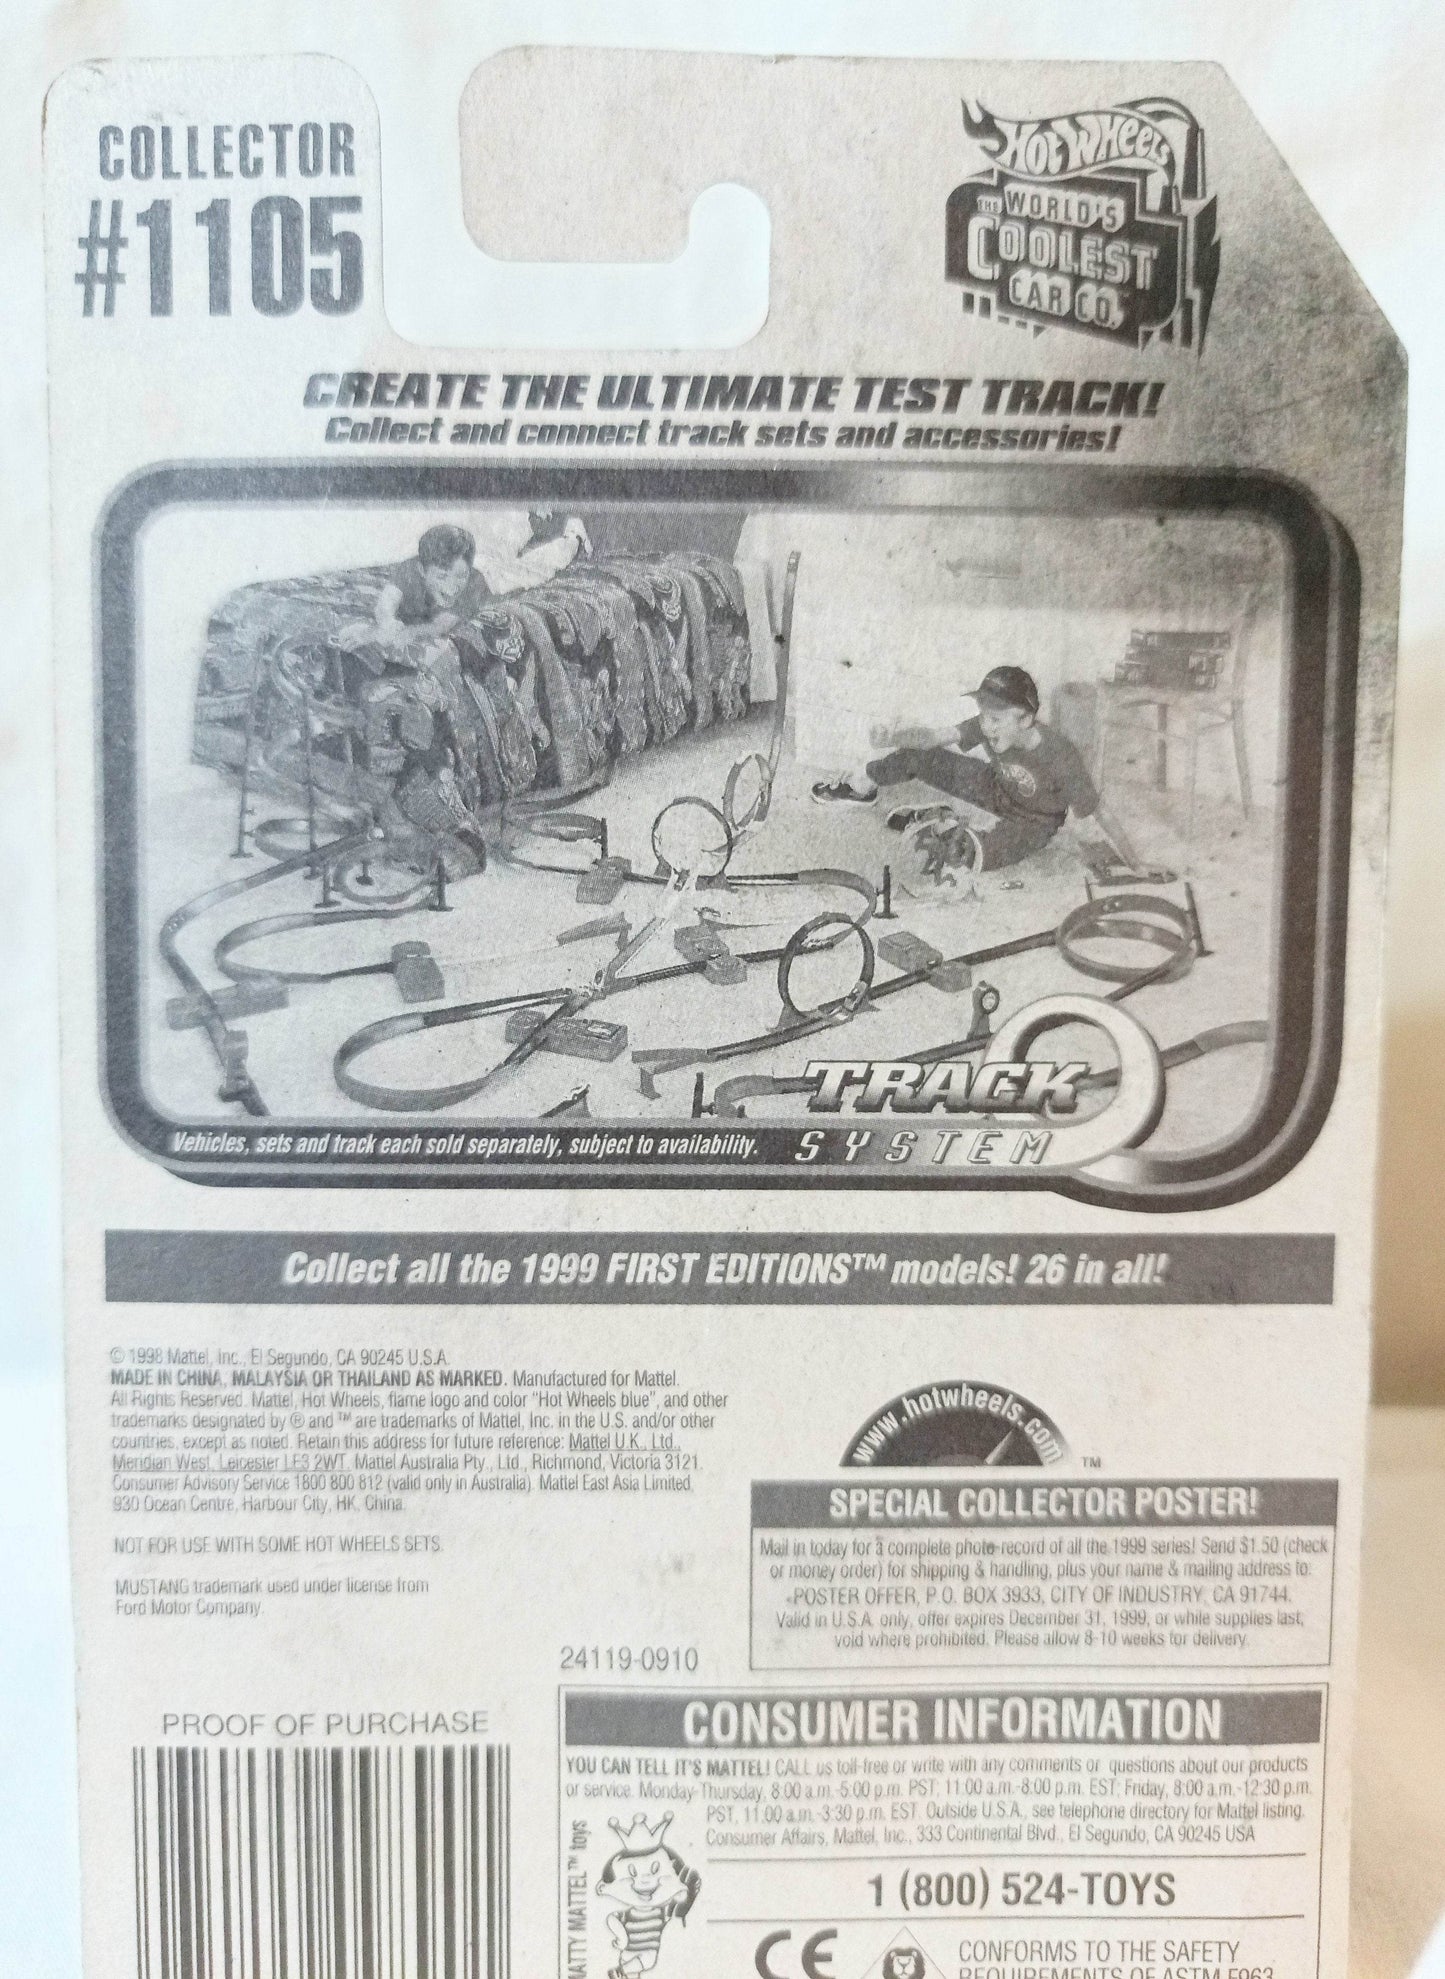 COLLECTOR
#1105
HOT WHEELS
THE WORLD'S
COOLEST
CAR CO.™
CREATE THE ULTIMATE TEST TRACK!
Collect and connect track sets and accessories!
TRACK
SYSTEM
Vehicles, sets and track each sold separately, subject to availability.
Collect all the 1999 FIRST EDITIONS™ models! 26 in all!
© 1998 Mattel, Inc., El Segundo, CA 90245 U.S.A.
MADE IN CHINA, MALAYSIA OR THAILAND AS MARKED. Manufactured for Mattel.
All Rights Reserved. Mattel, Hot Wheels, flame logo and color "Hot Wheels blue", and other
trademarks designated by ® and ™ are trademarks of Mattel, Inc. in the U.S. and/or other
countries, except as noted. Retain this address for future reference: Mattel U.K., Ltd.,
Meridian West, Leicester LE3 2WT. Mattel Australia Pty., Ltd., Richmond, Victoria 3121.
Consumer Advisory Service 1800 800 812 (valid only in Australia). Mattel East Asia Limited,
930 Ocean Centre, Harbour City, HK, China.
NOT FOR USE WITH SOME HOT WHEELS SETS.
MUSTANG trademark used under license from
Ford Motor Company.
24119-0910
www.hotwheels.com
TM
SPECIAL COLLECTOR POSTER!
Mail in today for a complete photo-record of all the 1999 series! Send $1.50 (check
or money order) for shipping & handling, plus your name & mailing address to:
POSTER OFFER, P.O. BOX 3933, CITY OF INDUSTRY, CA 91744.
Valid in U.S.A. only, offer expires December 31, 1999, or while supplies last,
void where prohibited. Please allow 8-10 weeks for delivery.
PROOF OF PURCHASE
CONSUMER INFORMATION
YOU CAN TELL IT'S MATTEL! CALL us toll-free or write with any comments or questions about our products
or service. Monday-Thursday, 8:00 a.m.-5:00 p.m. PST; 11:00 a.m.-8:00 p.m. EST; Friday, 8:00 a.m.-12:30 p.m.
PST, 11:00 a.m.-3:30 p.m. EST. Outside U.S.A., see telephone directory for Mattel listing.
Consumer Affairs, Mattel, Inc., 333 Continental Blvd., El Segundo, CA 90245 USA
1 (800) 524-TOYS
MATTY MATTEL™ toys
CE
CONFORMS TO THE SAFETY
REQUIREMENTS OF ASTM F963